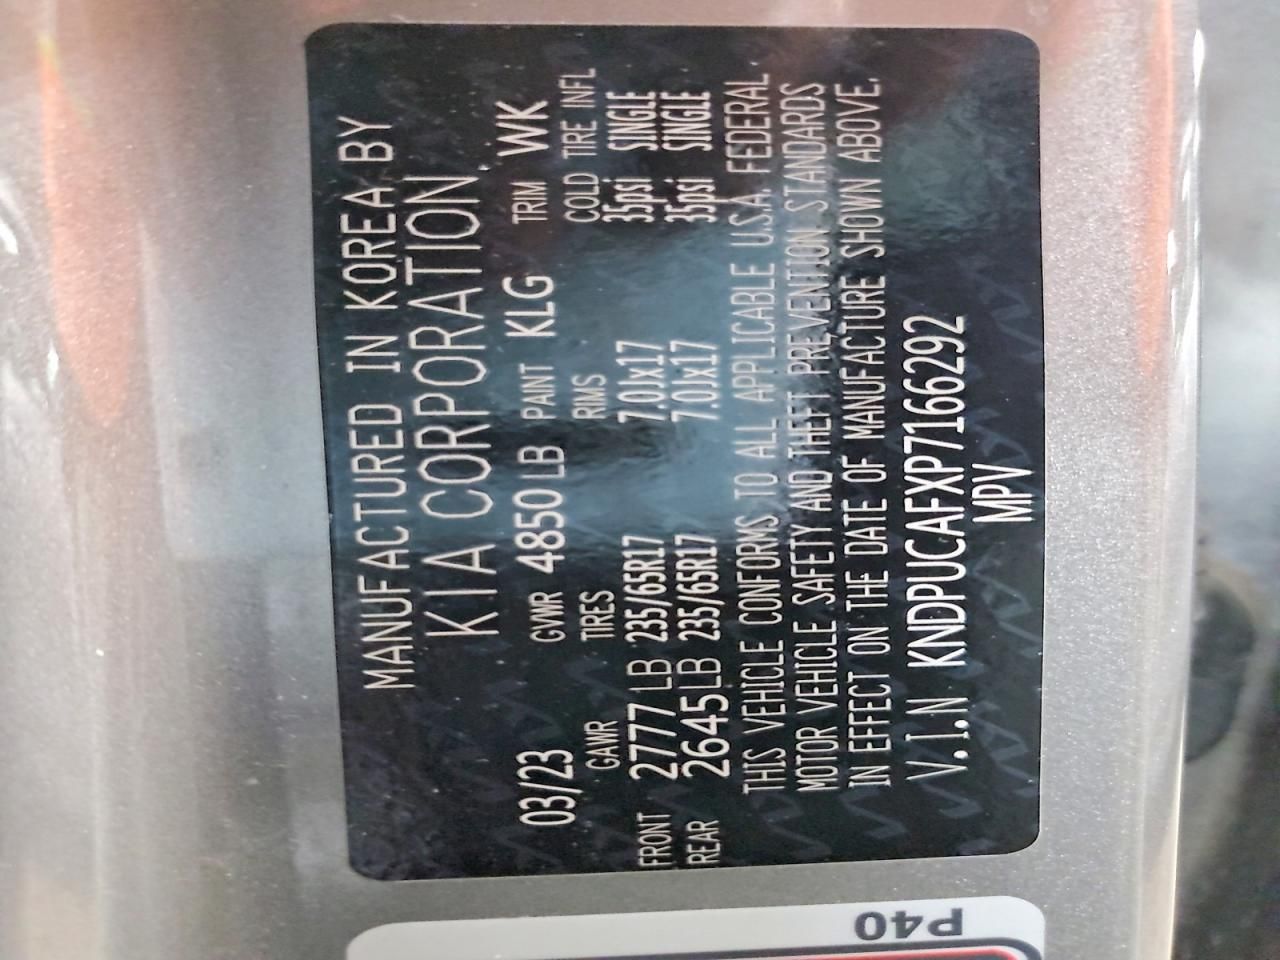 MANUFACTURED IN KOREA BY
KIA CORPORATION
03/23 GVWR 4850 LB PAINT KLG TRIM WK
GAWR TIRES RIMS COLD TIRE INFL
FRONT 2777 LB 235/65R17 7.0Jx17 35psi SINGLE
REAR 2645 LB 235/65R17 7.0Jx17 35psi SINGLE
THIS VEHICLE CONFORMS TO ALL APPLICABLE U.S.A. FEDERAL
MOTOR VEHICLE SAFETY AND THEFT PREVENTION STANDARDS
IN EFFECT ON THE DATE OF MANUFACTURE SHOWN ABOVE.
V.I.N KNDPUCAFXP7166292
MPV
P40